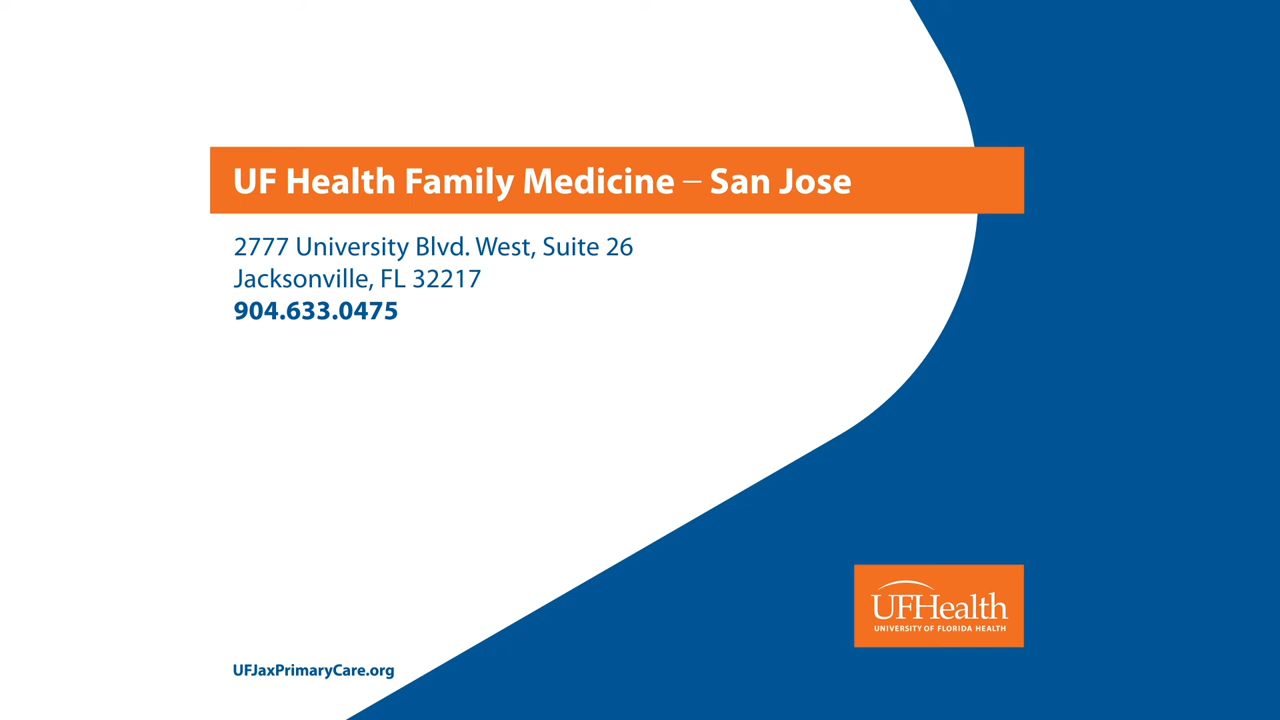 UF Health Family Medicine – San Jose
2777 University Blvd. West, Suite 26
Jacksonville, FL 32217
904.633.0475
UFHealth
UNIVERSITY OF FLORIDA HEALTH
UFJaxPrimaryCare.org